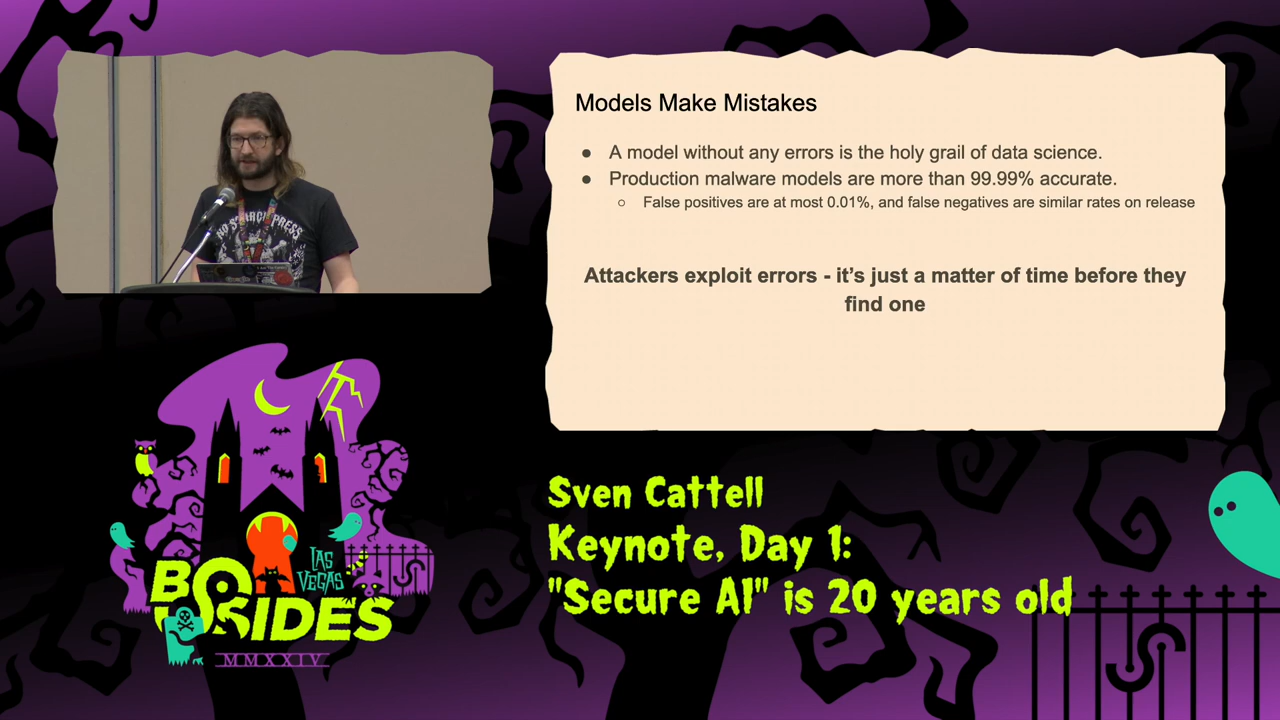 Models Make Mistakes
● A model without any errors is the holy grail of data science.
● Production malware models are more than 99.99% accurate.
○ False positives are at most 0.01%, and false negatives are similar rates on release
Attackers exploit errors - it’s just a matter of time before they
find one
STARCH PRESS
LAS
VEGAS
BSIDES
MMXXIV
Sven Cattell
Keynote, Day 1:
"Secure AI" is 20 years old